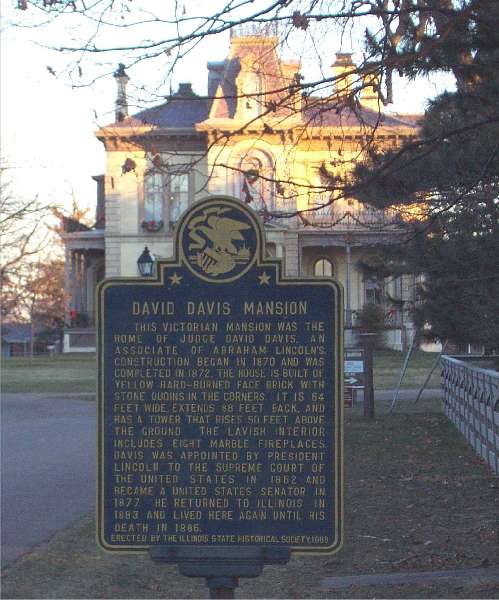 DAVID DAVIS MANSION
THIS VICTORIAN MANSION WAS THE
HOME OF JUDGE DAVID DAVIS, AN
ASSOCIATE OF ABRAHAM LINCOLN'S.
CONSTRUCTION BEGAN IN 1870 AND WAS
COMPLETED IN 1872. THE HOUSE IS BUILT OF
YELLOW HARD-BURNED FACE BRICK WITH
STONE QUOINS IN THE CORNERS. IT IS 64
FEET WIDE, EXTENDS 88 FEET BACK, AND
HAS A TOWER THAT RISES 50 FEET ABOVE
THE GROUND. THE LAVISH INTERIOR
INCLUDES EIGHT MARBLE FIREPLACES.
DAVIS WAS APPOINTED BY PRESIDENT
LINCOLN TO THE SUPREME COURT OF
THE UNITED STATES IN 1862 AND
BECAME A UNITED STATES SENATOR IN
1877. HE RETURNED TO ILLINOIS IN
1883 AND LIVED HERE AGAIN UNTIL HIS
DEATH IN 1886.
ERECTED BY THE ILLINOIS STATE HISTORICAL SOCIETY,